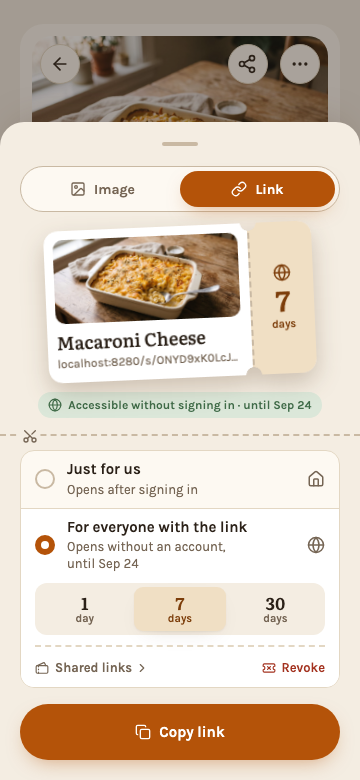 Image
Link
Macaroni Cheese
localhost:8280/s/0NYD9xK0LcJ...
7
days
Accessible without signing in · until Sep 24
Just for us
Opens after signing in
For everyone with the link
Opens without an account,
until Sep 24
1
day
7
days
30
days
Shared links
Revoke
Copy link